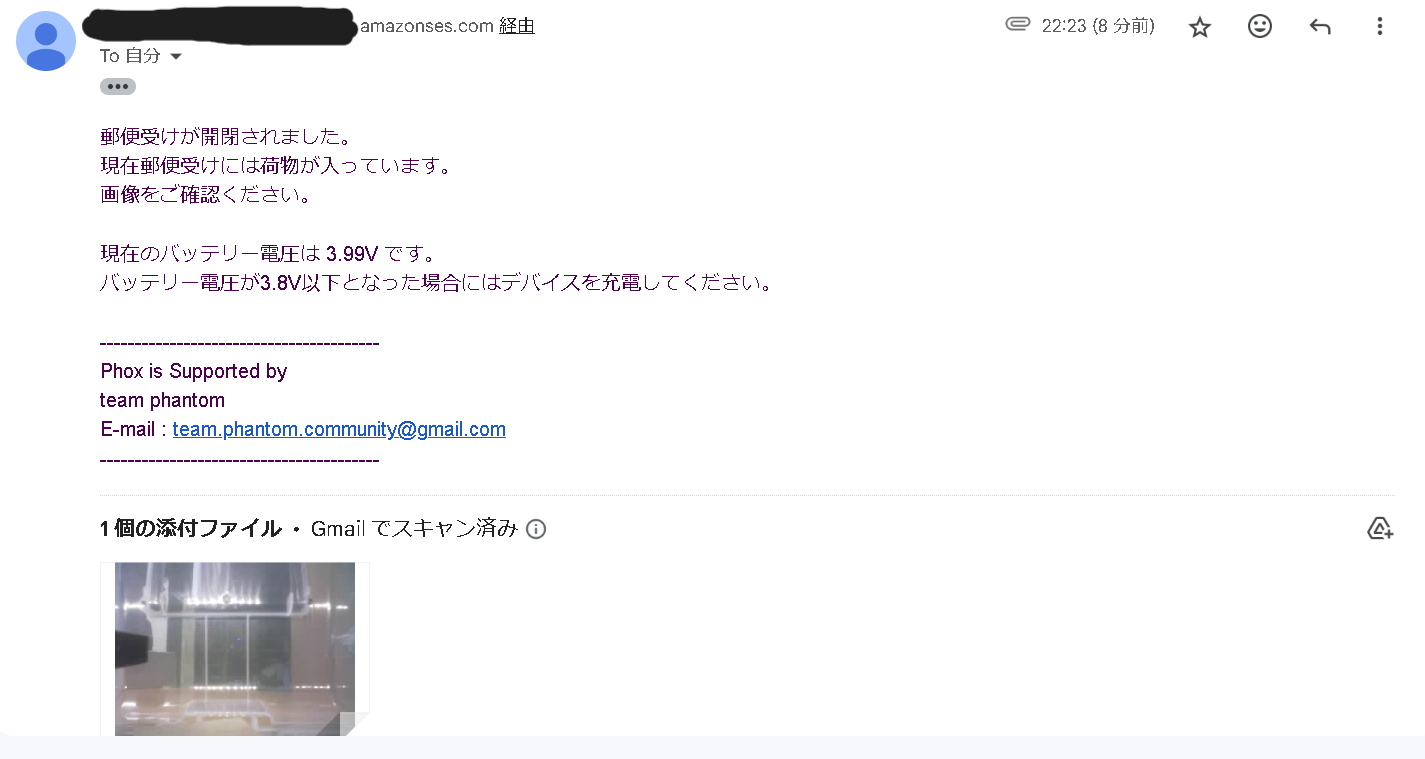 amazonses.com 経由
22:23 (8 分前)
To 自分
郵便受けが開閉されました。
現在郵便受けには荷物が入っています。
画像をご確認ください。
現在のバッテリー電圧は 3.99V です。
バッテリー電圧が3.8V以下となった場合にはデバイスを充電してください。
----------------------------------------
Phox is Supported by
team phantom
E-mail : team.phantom.community@gmail.com
----------------------------------------
1 個の添付ファイル • Gmail でスキャン済み